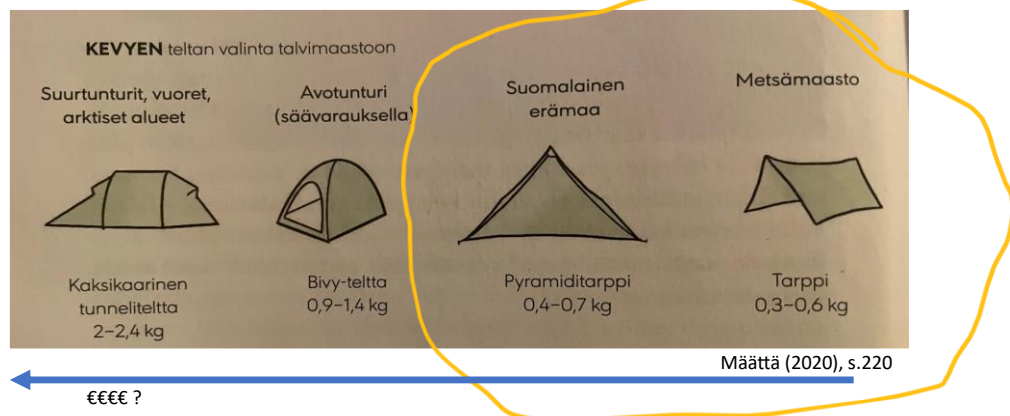 KEVYEN teltan valinta talvimaastoon
Suurtunturit, vuoret,
arktiset alueet
Avotunturi
(säävarauksella)
Suomalainen
erämaa
Metsämaasto
Kaksikaarinen
tunneliteltta
2–2,4 kg
Bivy-teltta
0,9–1,4 kg
Pyramiditarppi
0,4–0,7 kg
Tarppi
0,3–0,6 kg
Määttä (2020), s.220
€€€€ ?